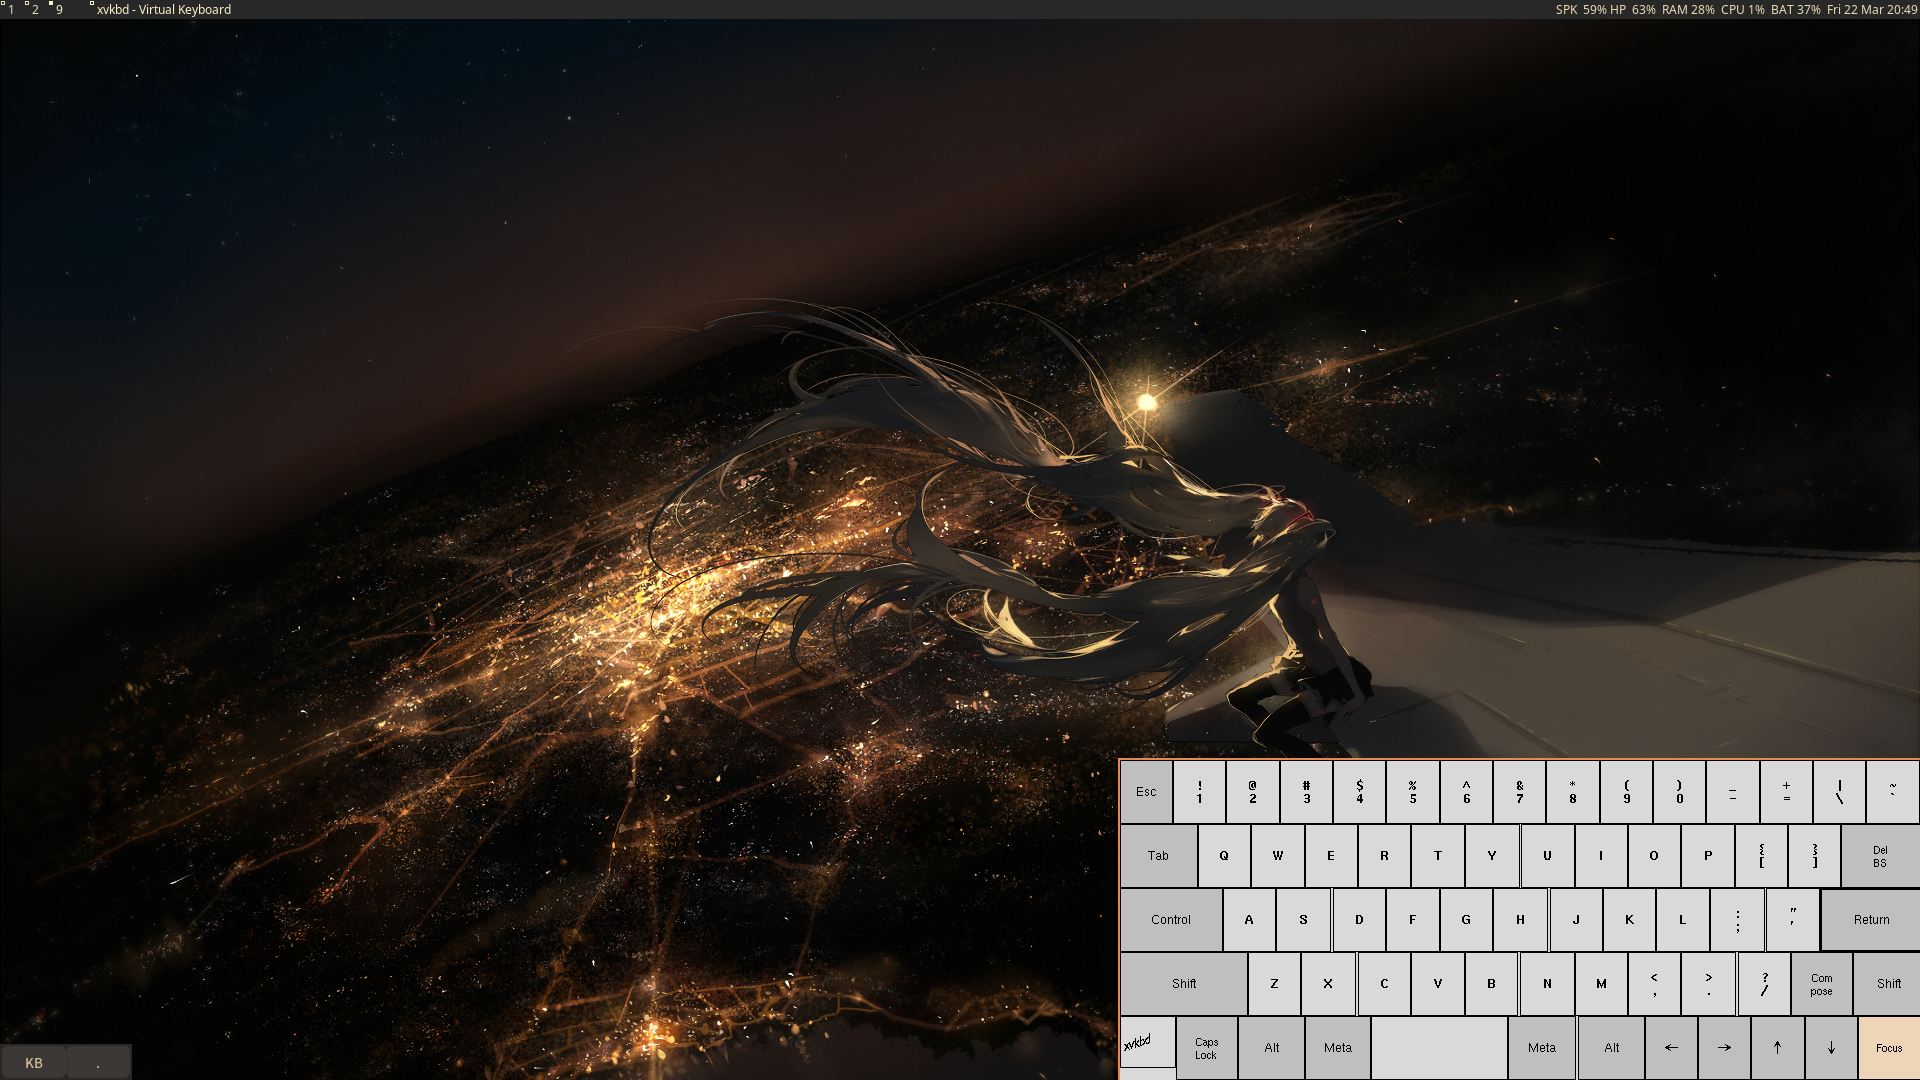 1 2 9 xvkbd - Virtual Keyboard SPK 59% HP 63% RAM 28% CPU 1% BAT 37% Fri 22 Mar 20:49
Esc ! 1 @ 2 # 3 $ 4 % 5 ^ 6 & 7 * 8 ( 9 ) 0 _ - + = | \ ~ `
Tab Q W E R T Y U I O P { [ } ] Del BS
Control A S D F G H J K L : ; " ' Return
Shift Z X C V B N M < , > . ? / Com pose Shift
xvkbd Caps Lock Alt Meta Meta Alt ← → ↑ ↓ Focus
KB .